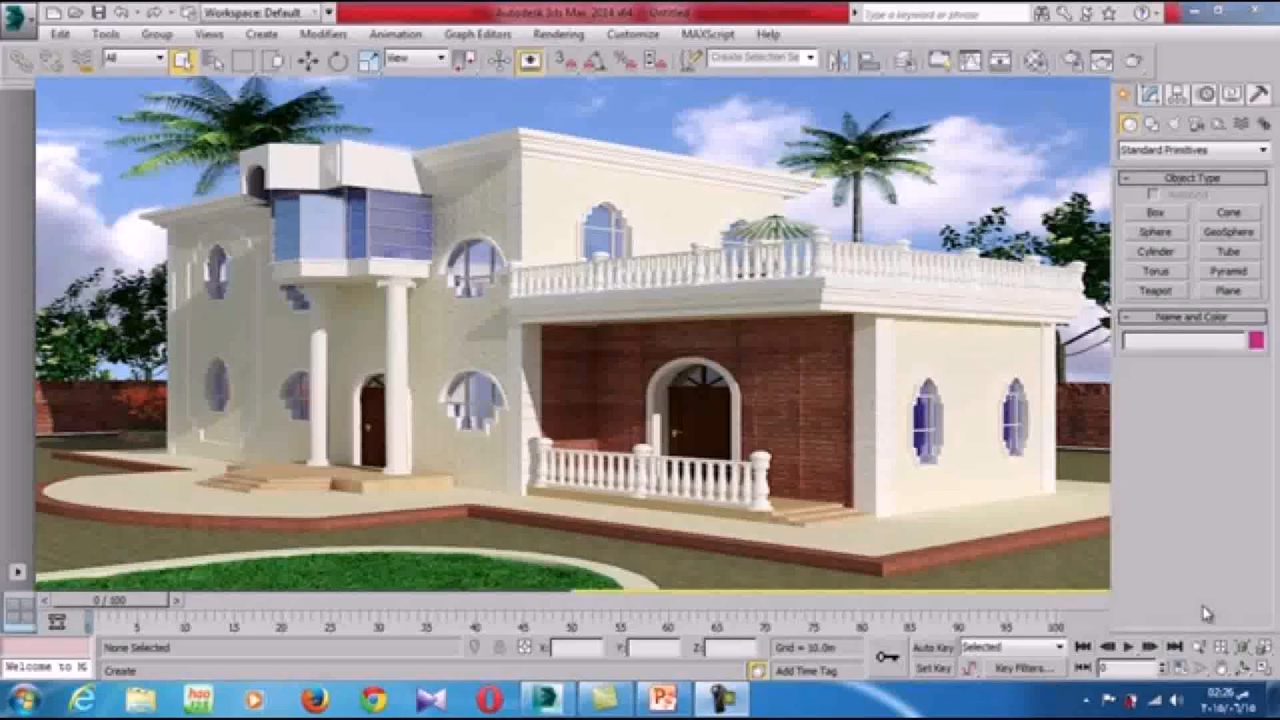 Workspace: Default
Autodesk 3ds Max 2014 x64 Untitled
Type a keyword or phrase
Edit Tools Group Views Create Modifiers Animation Graph Editors Rendering Customize MAXScript Help
All View Create Selection Se
Standard Primitives
- Object Type
AutoGrid
Box Cone
Sphere GeoSphere
Cylinder Tube
Torus Pyramid
Teapot Plane
- Name and Color
< 0 / 100 >
5 10 15 20 25 30 35 40 45 50 55 60 65 70 75 80 85 90 95 100
None Selected X: Y: Z: Grid = 10.0m Auto Key Selected
Welcome to M Create Add Time Tag Set Key Key Filters... 0
hao
02:26 ص